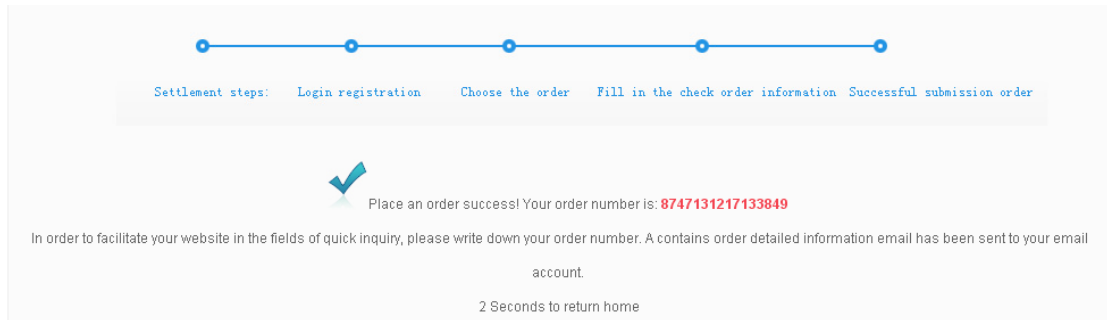 Settlement steps: Login registration Choose the order Fill in the check order information Successful submission order
Place an order success! Your order number is: 8747131217133849
In order to facilitate your website in the fields of quick inquiry, please write down your order number. A contains order detailed information email has been sent to your email
account.
2 Seconds to return home